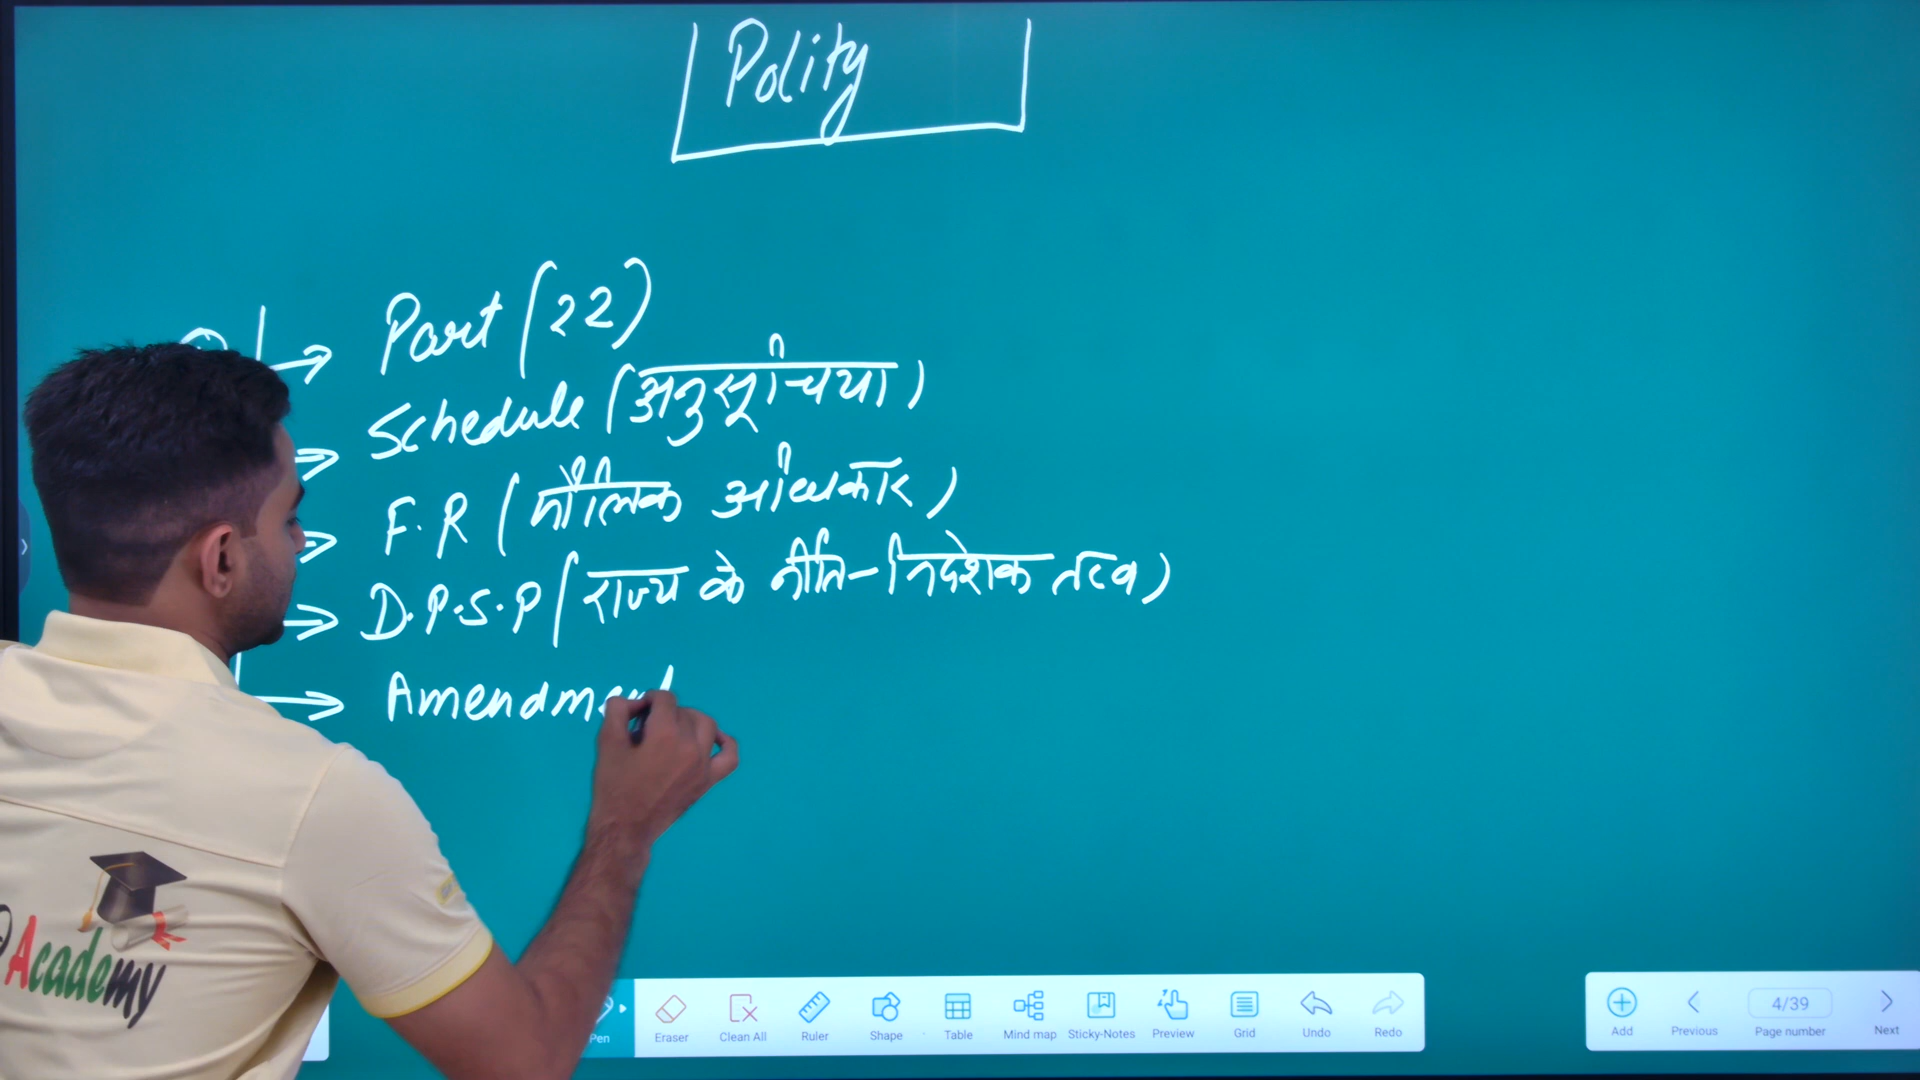 Polity
Part (22)
Schedule (अनुसूचियां)
F.R (मौलिक अधिकार)
D.P.S.P (राज्य के नीति-निदेशक तत्व)
Amendment
Academy
Pen
Eraser
Clean All
Ruler
Shape
Table
Mind map
Sticky-Notes
Preview
Grid
Undo
Redo
Add
Previous
4/39
Page number
Next